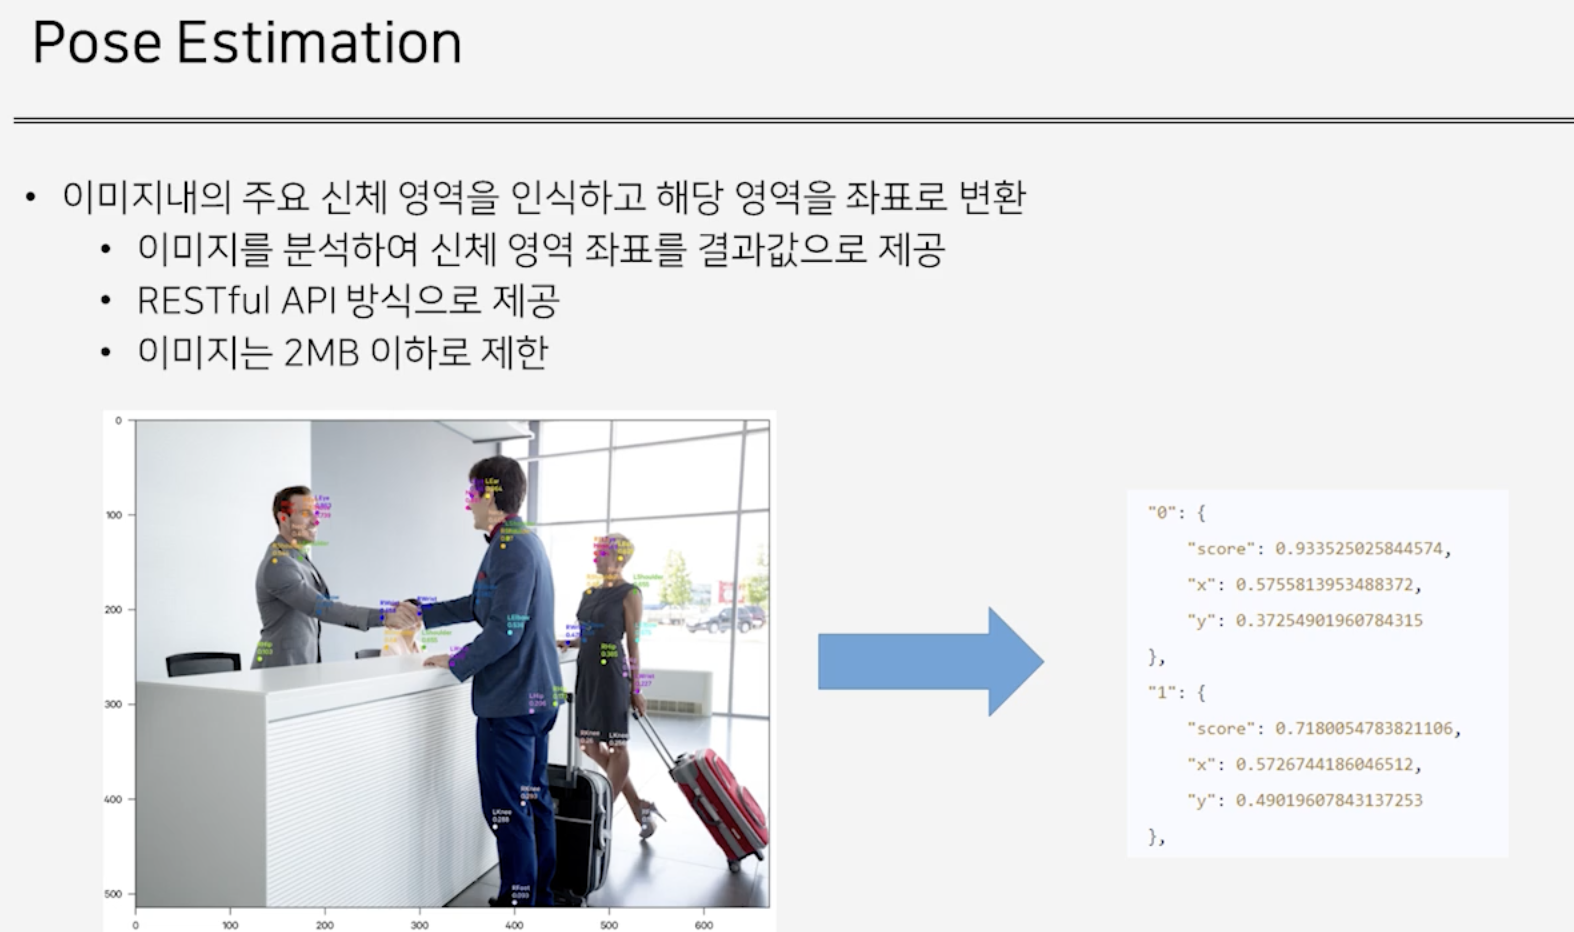 Pose Estimation
• 이미지내의 주요 신체 영역을 인식하고 해당 영역을 좌표로 변환
• 이미지를 분석하여 신체 영역 좌표를 결과값으로 제공
• RESTful API 방식으로 제공
• 이미지는 2MB 이하로 제한
0
100
200
300
400
500
0 100 200 300 400 500 600
LEar
LShoulder
RKnee
LKnee
RHip
LHip
RKnee
LKnee
RFoot
"0": {
"score": 0.933525025844574,
"x": 0.5755813953488372,
"y": 0.37254901960784315
},
"1": {
"score": 0.7180054783821106,
"x": 0.5726744186046512,
"y": 0.49019607843137253
},